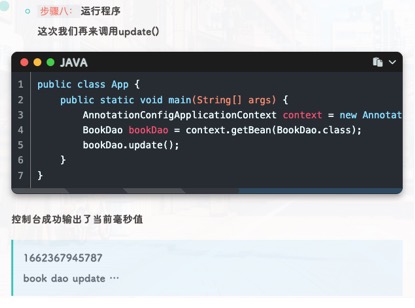 步骤八：运行程序
这次我们再来调用update()
JAVA
1 public class App {
2 public static void main(String[] args) {
3 AnnotationConfigApplicationContext context = new Annotat
4 BookDao bookDao = context.getBean(BookDao.class);
5 bookDao.update();
6 }
7 }
控制台成功输出了当前毫秒值
1662367945787
book dao update ···